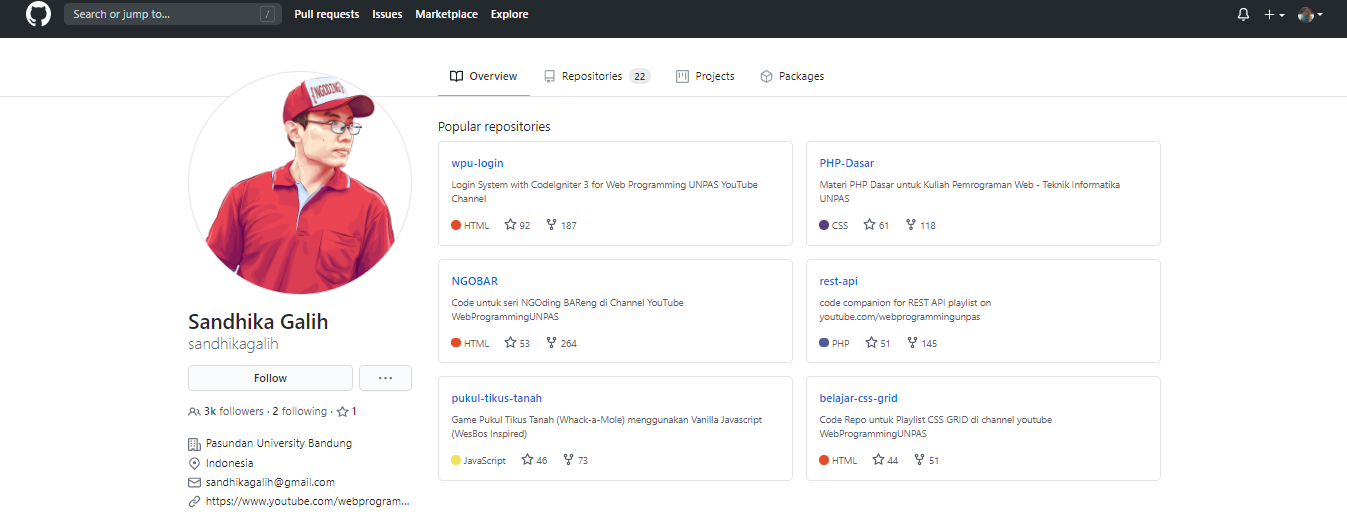 Search or jump to... /
Pull requests
Issues
Marketplace
Explore
Overview
Repositories 22
Projects
Packages
[NGODING]
Sandhika Galih
sandhikagalih
Follow
...
3k followers · 2 following · 1
Pasundan University Bandung
Indonesia
sandhikagalih@gmail.com
https://www.youtube.com/webprogram...
Popular repositories
wpu-login
Login System with CodeIgniter 3 for Web Programming UNPAS YouTube
Channel
HTML 92 187
PHP-Dasar
Materi PHP Dasar untuk Kuliah Pemrograman Web - Teknik Informatika
UNPAS
CSS 61 118
NGOBAR
Code untuk seri NGOding BAReng di Channel YouTube
WebProgrammingUNPAS
HTML 53 264
rest-api
code companion for REST API playlist on
youtube.com/webprogrammingunpas
PHP 51 145
pukul-tikus-tanah
Game Pukul Tikus Tanah (Whack-a-Mole) menggunakan Vanilla Javascript
(WesBos Inspired)
JavaScript 46 73
belajar-css-grid
Code Repo untuk Playlist CSS GRID di channel youtube
WebProgrammingUNPAS
HTML 44 51